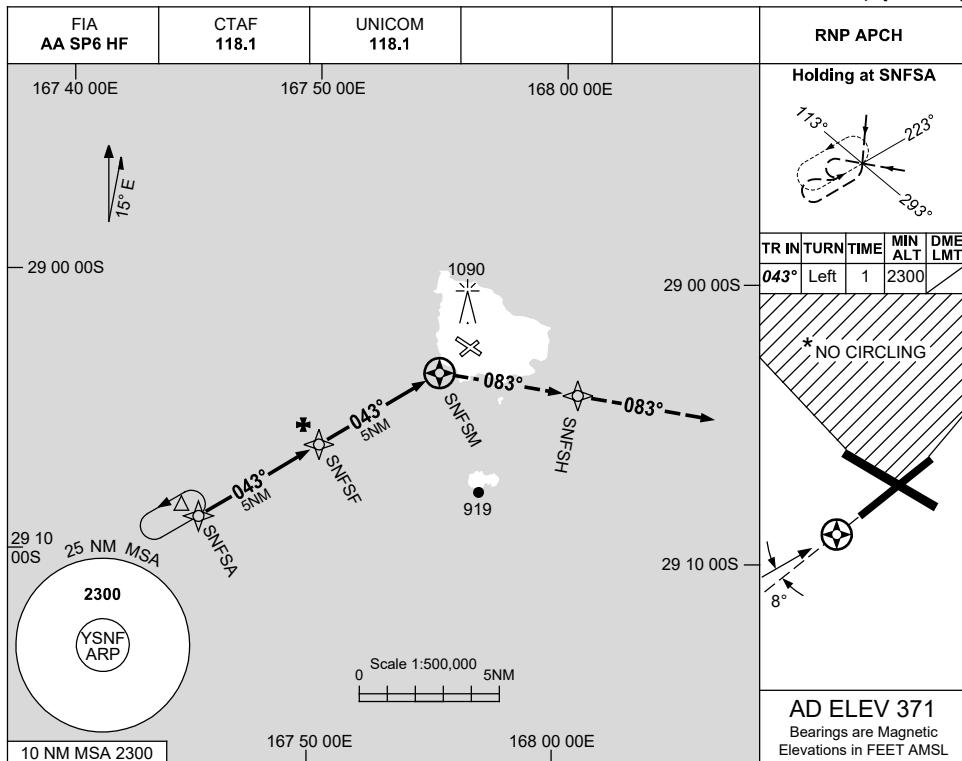 FIA
AA SP6 HF
CTAF
118.1
UNICOM
118.1
RNP APCH
167 40 00E
167 50 00E
168 00 00E
15° E
29 00 00S
1090
29 00 00S
083°
083°
043°
5NM
SNFSM
SNFSH
043°
5NM
SNFSF
SNFSA
919
29 10
00S
29 10 00S
25 NM MSA
2300
YSNF
ARP
Scale 1:500,000
0
5NM
10 NM MSA 2300
167 50 00E
168 00 00E
Holding at SNFSA
113°
223°
293°
TR IN TURN TIME MIN ALT DME LMT
043° Left 1 2300
* NO CIRCLING
8°
AD ELEV 371
Bearings are Magnetic
Elevations in FEET AMSL